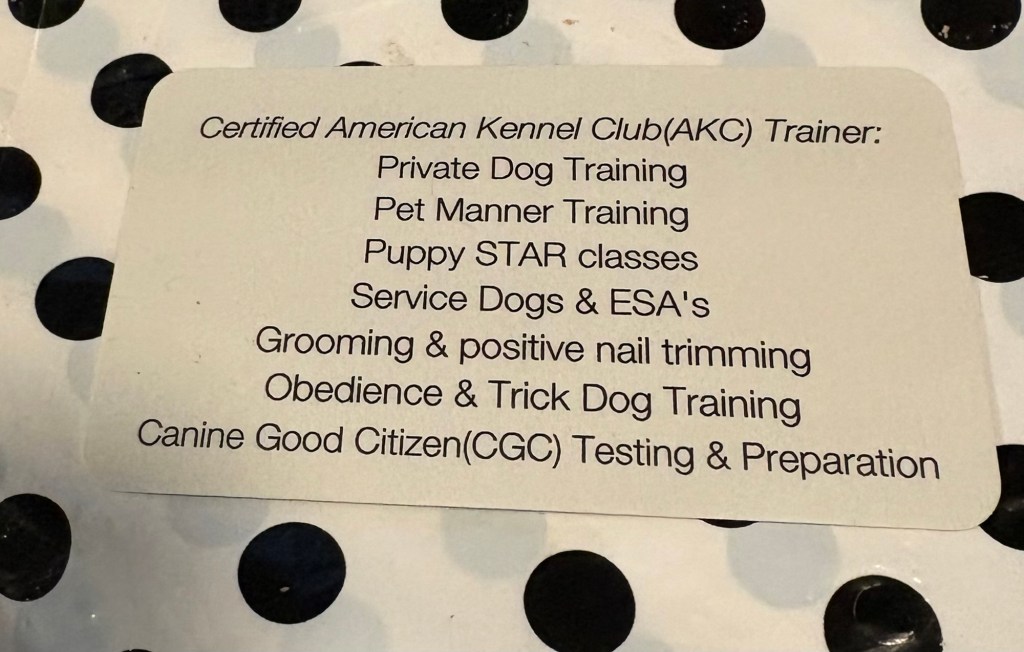 Certified American Kennel Club(AKC) Trainer:
Private Dog Training
Pet Manner Training
Puppy STAR classes
Service Dogs & ESA's
Grooming & positive nail trimming
Obedience & Trick Dog Training
Canine Good Citizen(CGC) Testing & Preparation